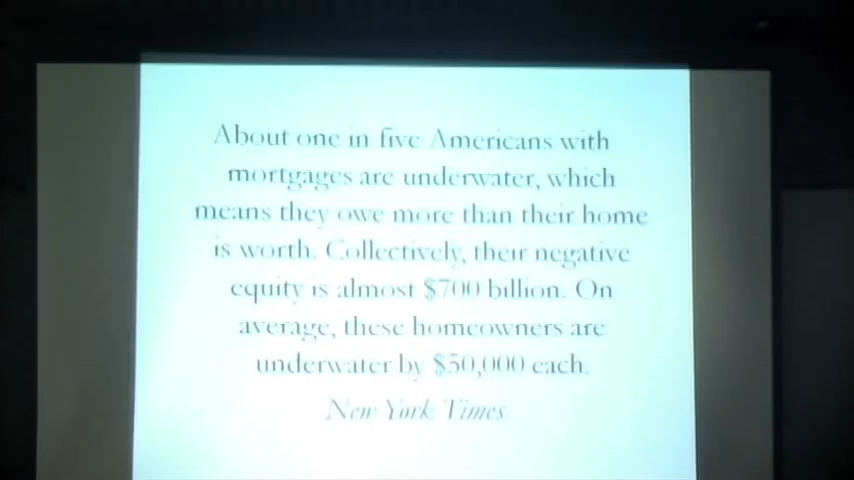 About one in five Americans with
mortgages are underwater, which
means they owe more than their home
is worth. Collectively, their negative
equity is almost $700 billion. On
average, these homeowners are
underwater by $50,000 each.
New York Times